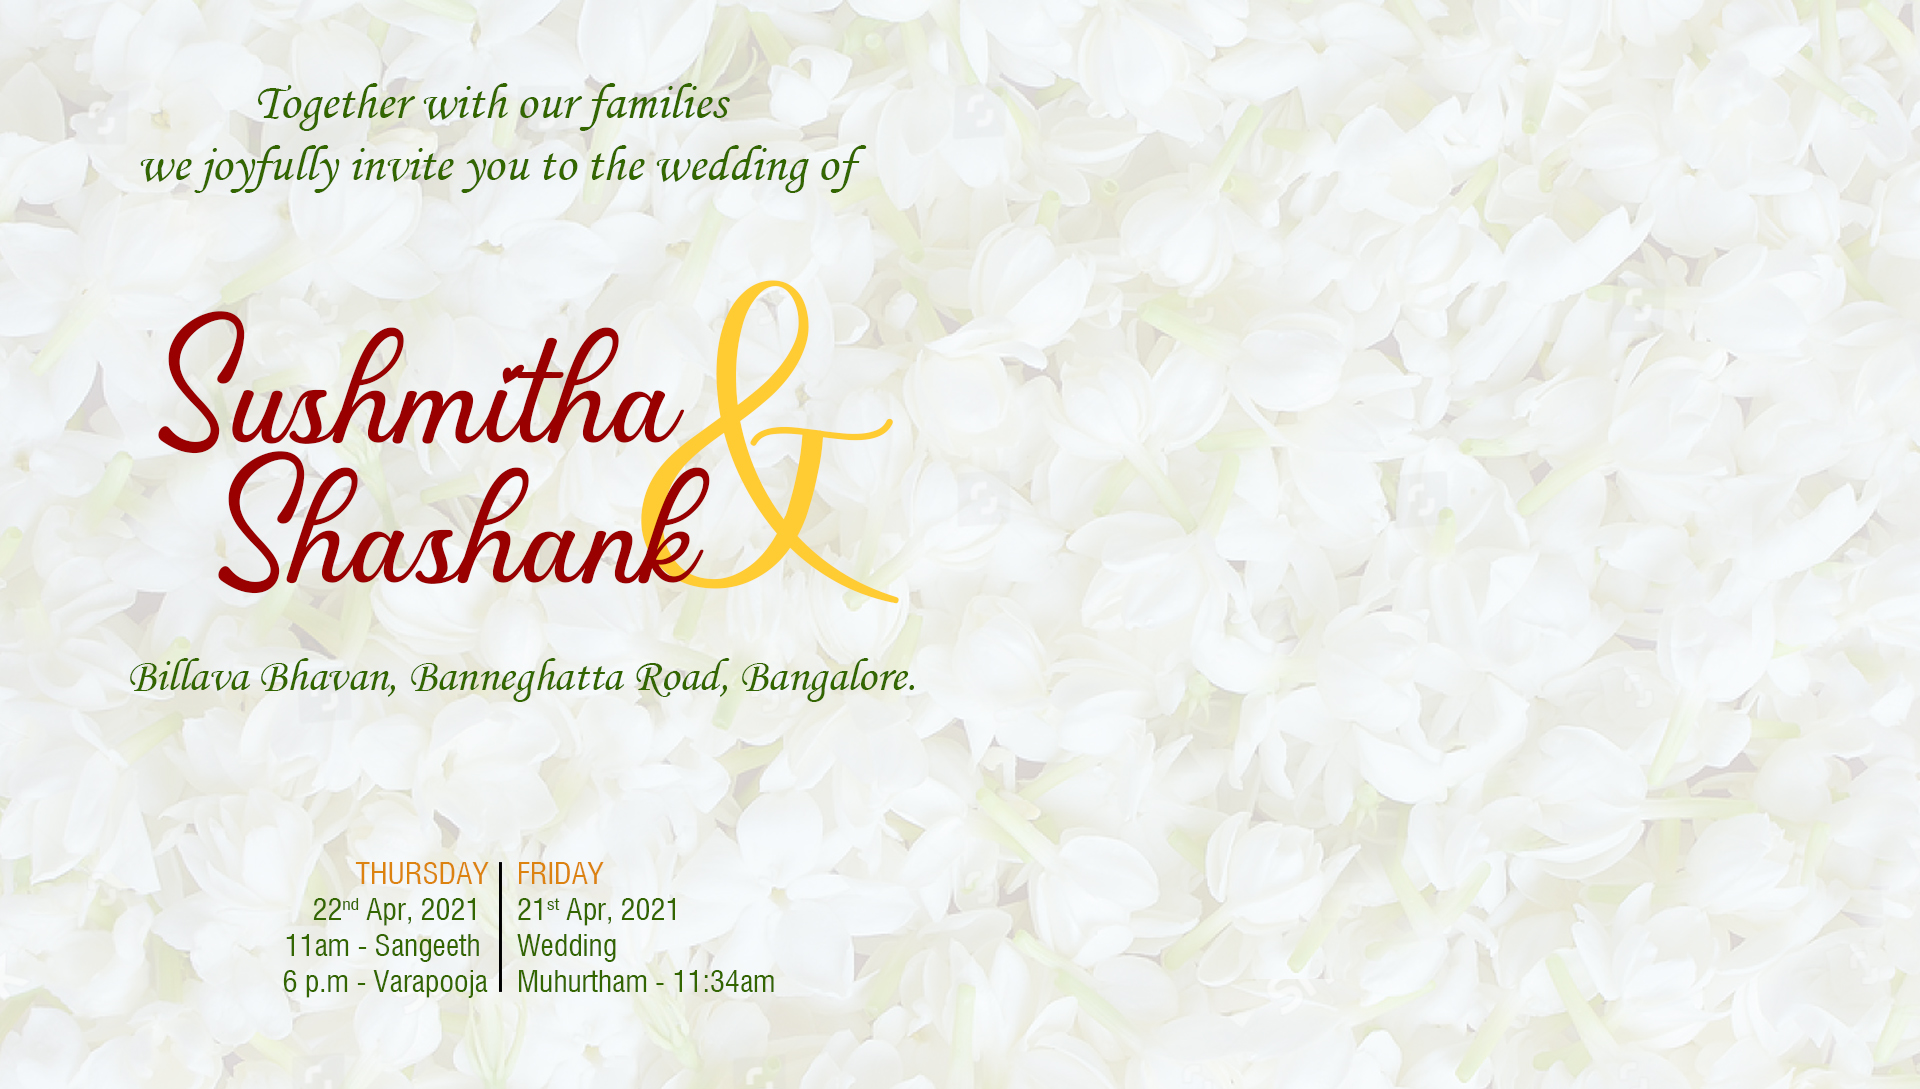 Together with our families
we joyfully invite you to the wedding of
Sushmitha &
Shashank
Billava Bhavan, Banneghatta Road, Bangalore.
THURSDAY
22nd Apr, 2021
11am - Sangeeth
6 p.m - Varapooja
FRIDAY
21st Apr, 2021
Wedding
Muhurtham - 11:34am